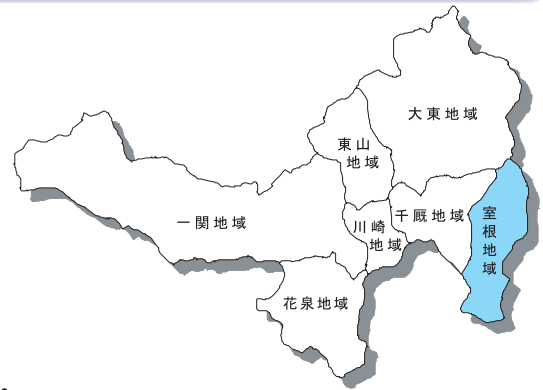 大東地域
東山
地域
一関地域
川崎
地域
千厩地域
室根地域
花泉地域